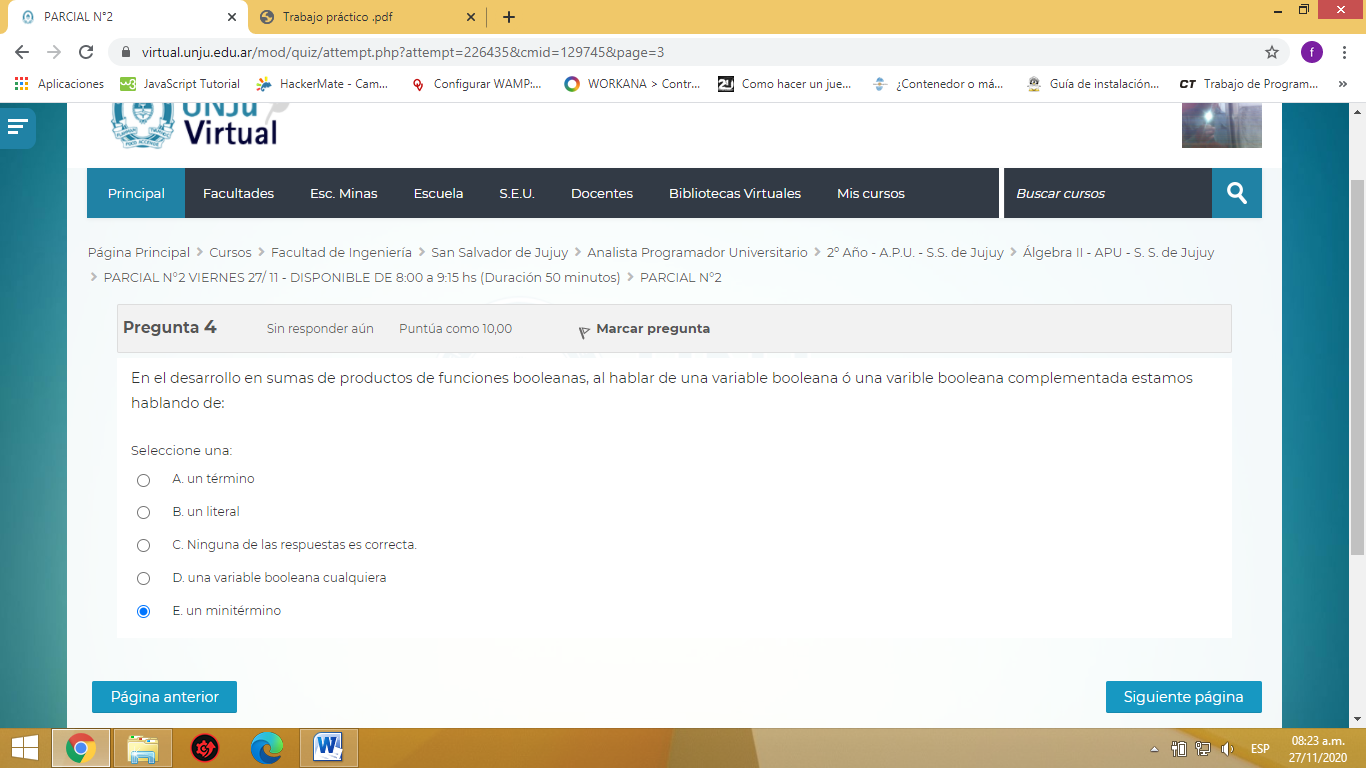 PARCIAL N°2
Trabajo práctico .pdf
virtual.unju.edu.ar/mod/quiz/attempt.php?attempt=226435&cmid=129745&page=3
f
Aplicaciones
JavaScript Tutorial
HackerMate - Cam...
Configurar WAMP:...
WORKANA > Contr...
Como hacer un jue...
¿Contenedor o má...
Guía de instalación...
CT Trabajo de Program...
»
UNJu
Virtual
Principal
Facultades
Esc. Minas
Escuela
S.E.U.
Docentes
Bibliotecas Virtuales
Mis cursos
Buscar cursos
Página Principal > Cursos > Facultad de Ingeniería > San Salvador de Jujuy > Analista Programador Universitario > 2º Año - A.P.U. - S.S. de Jujuy > Álgebra II - APU - S. S. de Jujuy
> PARCIAL N°2 VIERNES 27/ 11 - DISPONIBLE DE 8:00 a 9:15 hs (Duración 50 minutos) > PARCIAL N°2
Pregunta 4
Sin responder aún
Puntúa como 10,00
Marcar pregunta
En el desarrollo en sumas de productos de funciones booleanas, al hablar de una variable booleana ó una varible booleana complementada estamos
hablando de:
Seleccione una:
A. un término
B. un literal
C. Ninguna de las respuestas es correcta.
D. una variable booleana cualquiera
E. un minitérmino
Página anterior
Siguiente página
ESP
08:23 a.m.
27/11/2020